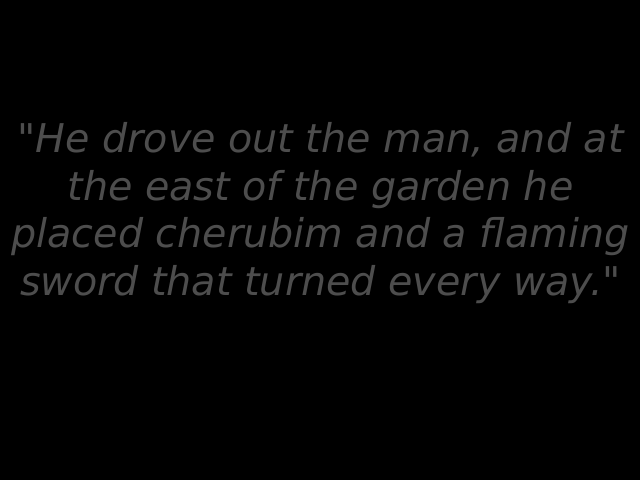 "He drove out the man, and at
the east of the garden he
placed cherubim and a flaming
sword that turned every way."